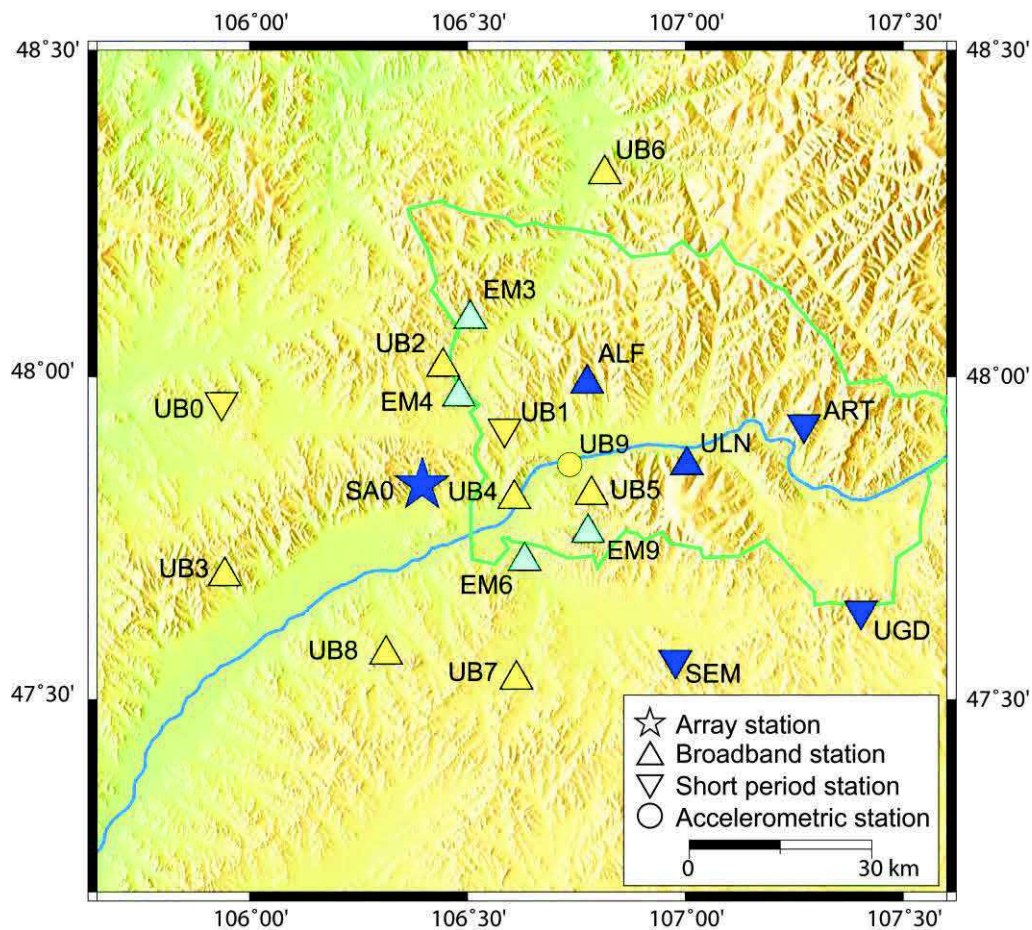 106˚00' 106˚30' 107˚00' 107˚30'
48˚30' 48˚30'
UB6
EM3
UB2
ALF
48˚00' 48˚00'
EM4
UB0 UB1 ART
UB9 ULN
SA0 UB4 UB5
EM9
UB3 EM6
UGD
UB8 UB7 SEM
47˚30' 47˚30'
Array station
Broadband station
Short period station
Accelerometric station
0 30 km
106˚00' 106˚30' 107˚00' 107˚30'